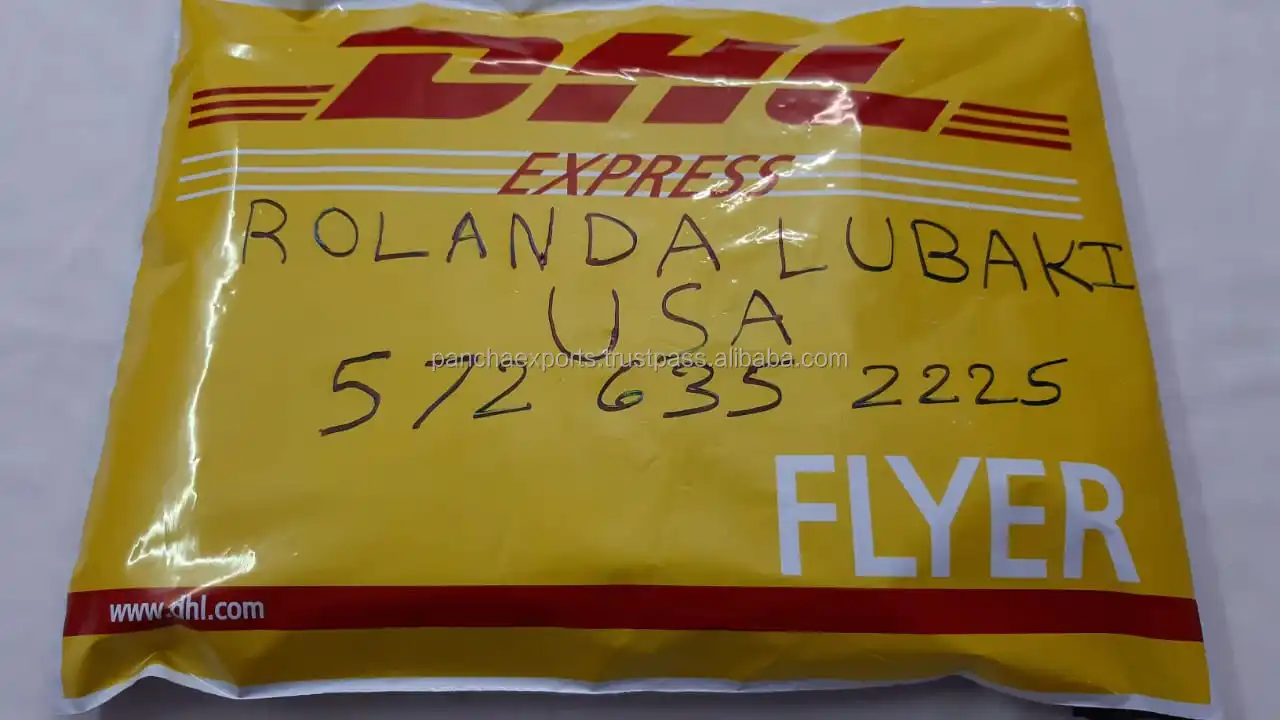 DHL
EXPRESS
ROLANDA LUBAKI
USA
panchaexports.trustpass.alibaba.com
572 635 2225
FLYER
www.dhl.com